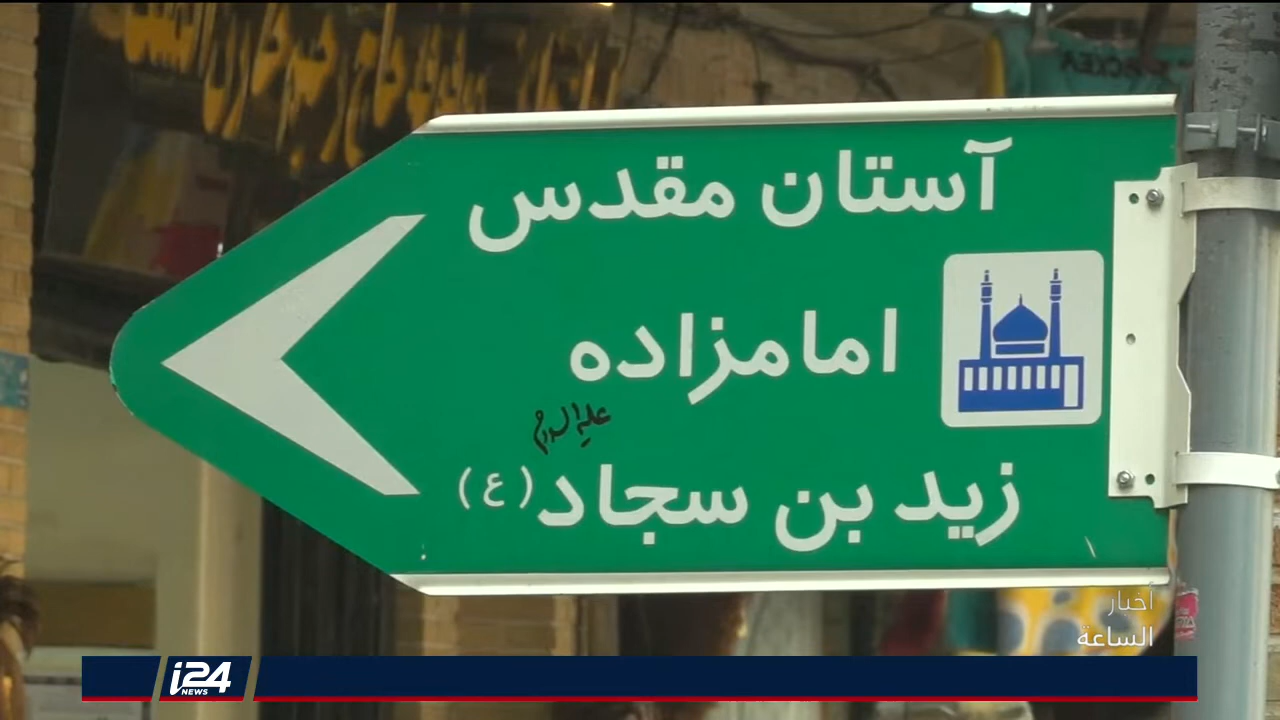 آستان مقدس
امامزاده
علیه السلام
زید بن سجاد (ع)
أخبار
الساعة
i24
NEWS